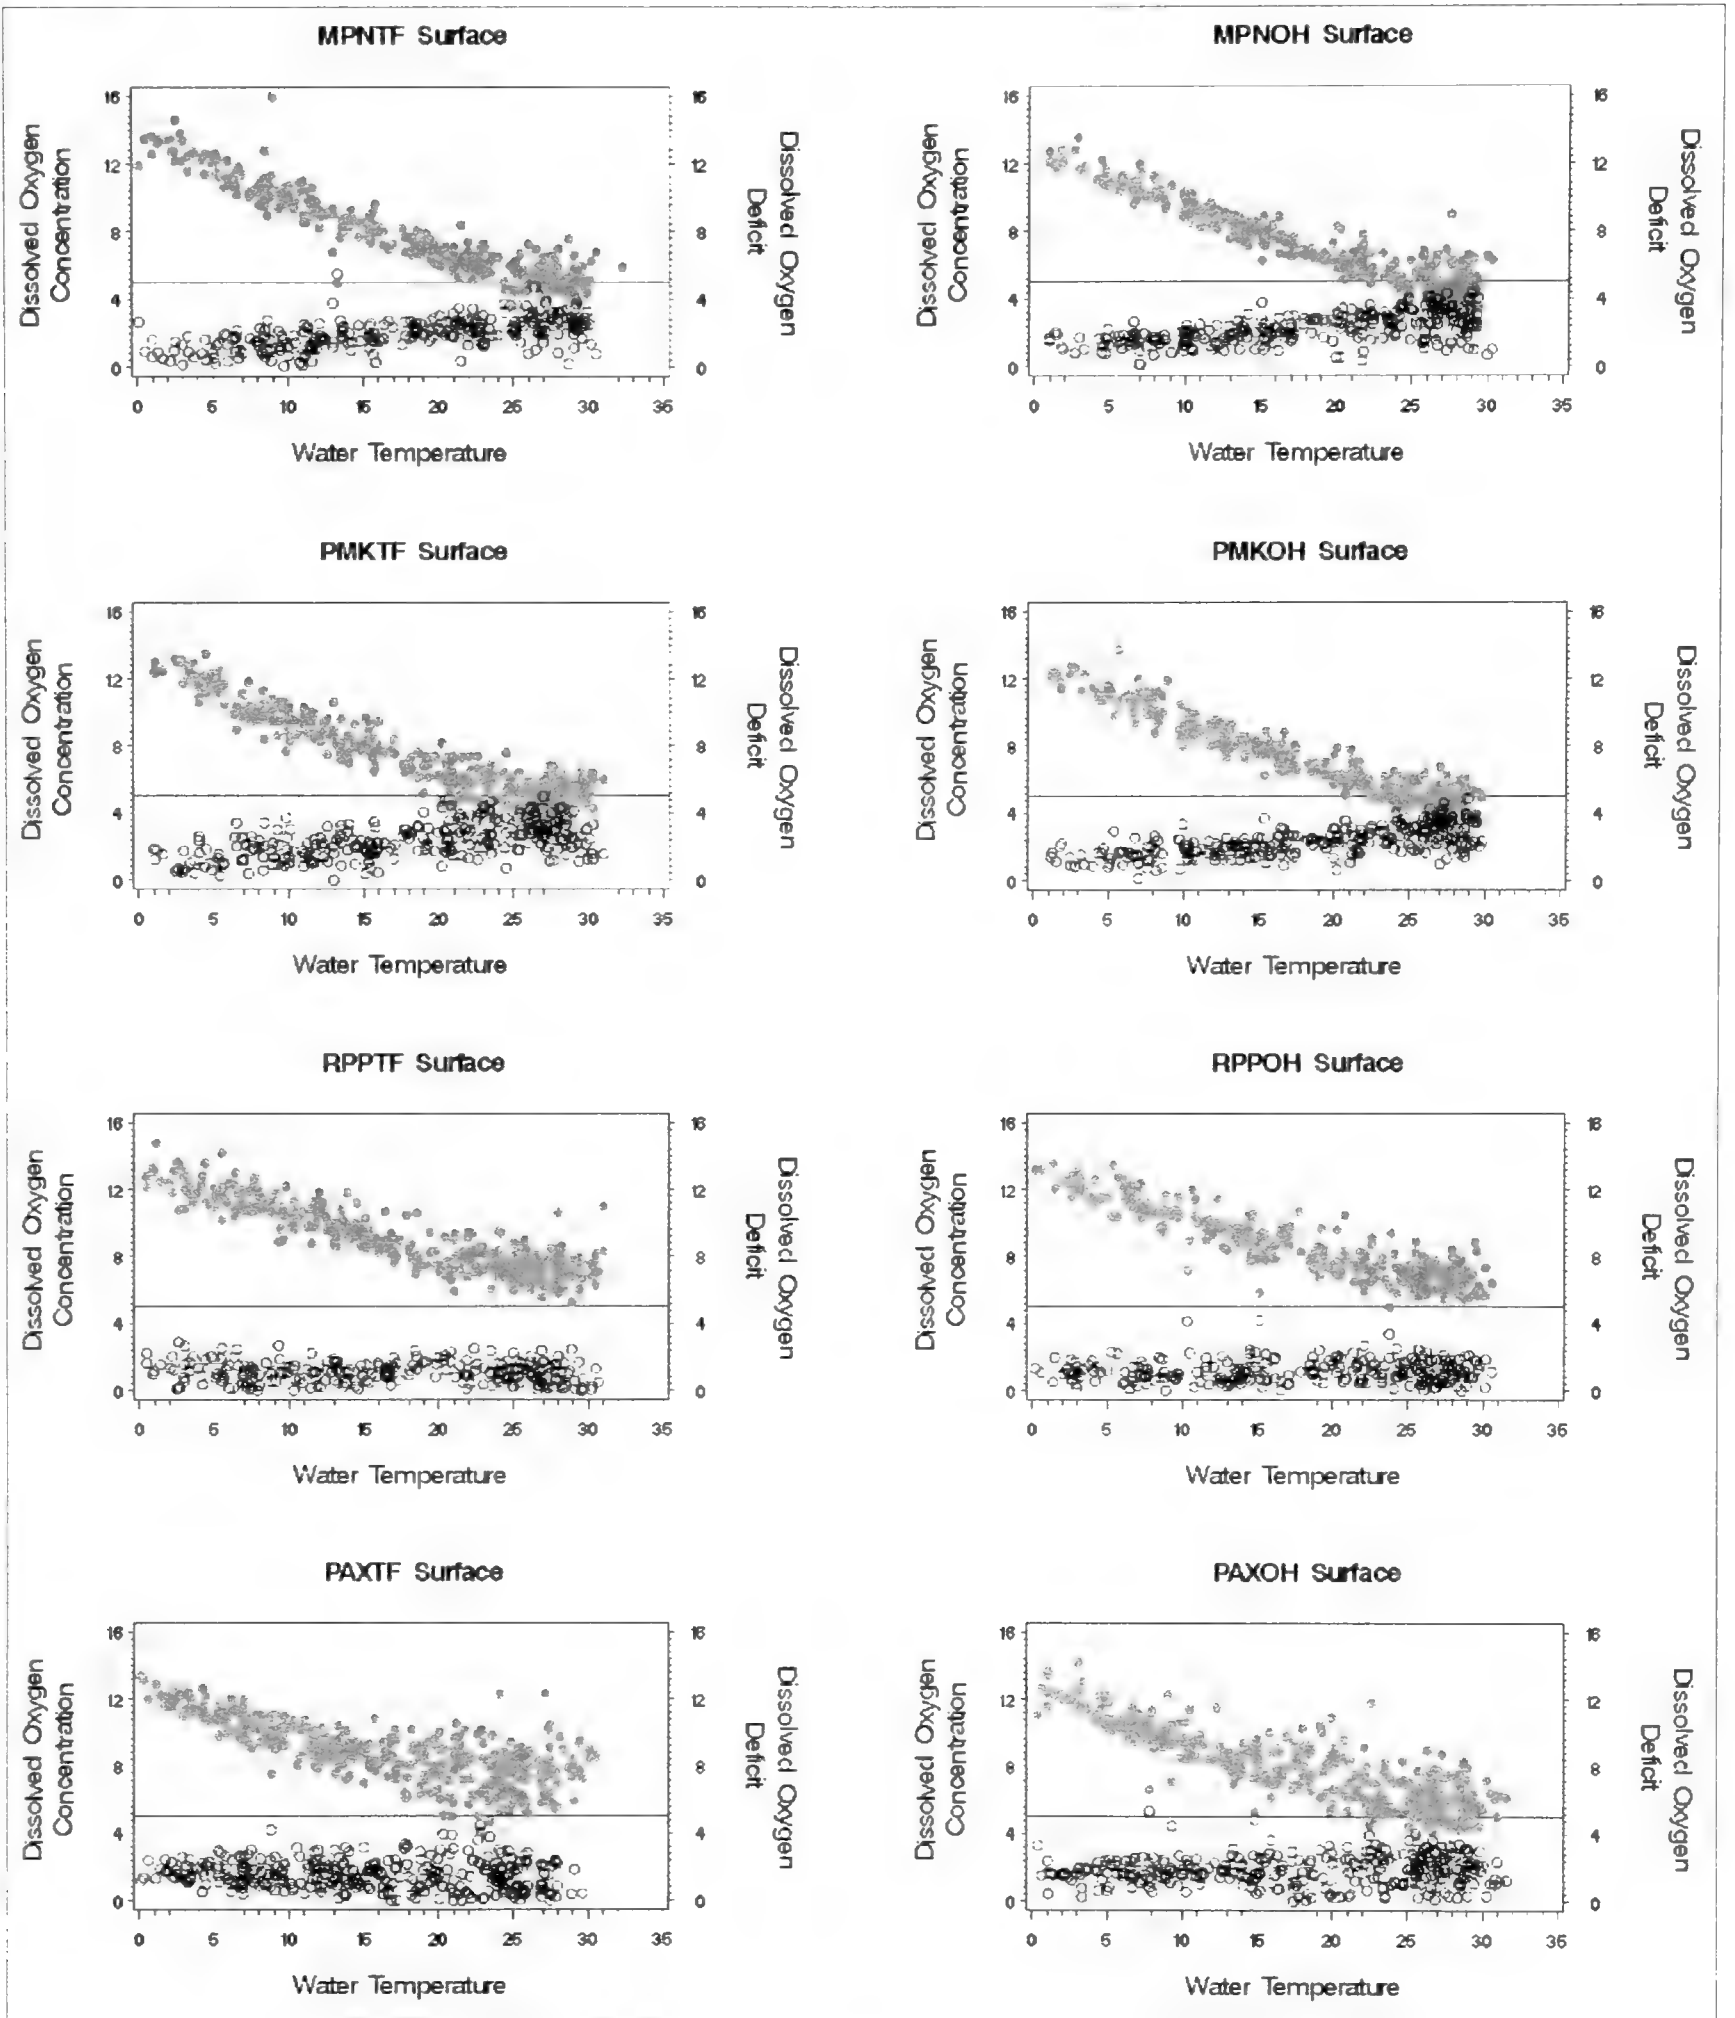 MPNTF Surface
Dissolved Oxygen
Concentration
16
12
8
4
0
16
12
8
4
0
Dissolved Oxygen
Deficit
0 5 10 15 20 25 30 35
Water Temperature
MPNOH Surface
Dissolved Oxygen
Concentration
16
12
8
4
0
16
12
8
4
0
Dissolved Oxygen
Deficit
0 5 10 15 20 25 30 35
Water Temperature
PMKTF Surface
Dissolved Oxygen
Concentration
16
12
8
4
0
16
12
8
4
0
Dissolved Oxygen
Deficit
0 5 10 15 20 25 30 35
Water Temperature
PMKOH Surface
Dissolved Oxygen
Concentration
16
12
8
4
0
16
12
8
4
0
Dissolved Oxygen
Deficit
0 5 10 15 20 25 30 35
Water Temperature
RPPTF Surface
Dissolved Oxygen
Concentration
16
12
8
4
0
16
12
8
4
0
Dissolved Oxygen
Deficit
0 5 10 15 20 25 30 35
Water Temperature
RPPOH Surface
Dissolved Oxygen
Concentration
16
12
8
4
0
16
12
8
4
0
Dissolved Oxygen
Deficit
0 5 10 15 20 25 30 35
Water Temperature
PAXTF Surface
Dissolved Oxygen
Concentration
16
12
8
4
0
16
12
8
4
0
Dissolved Oxygen
Deficit
0 5 10 15 20 25 30 35
Water Temperature
PAXOH Surface
Dissolved Oxygen
Concentration
16
12
8
4
0
16
12
8
4
0
Dissolved Oxygen
Deficit
0 5 10 15 20 25 30 35
Water Temperature